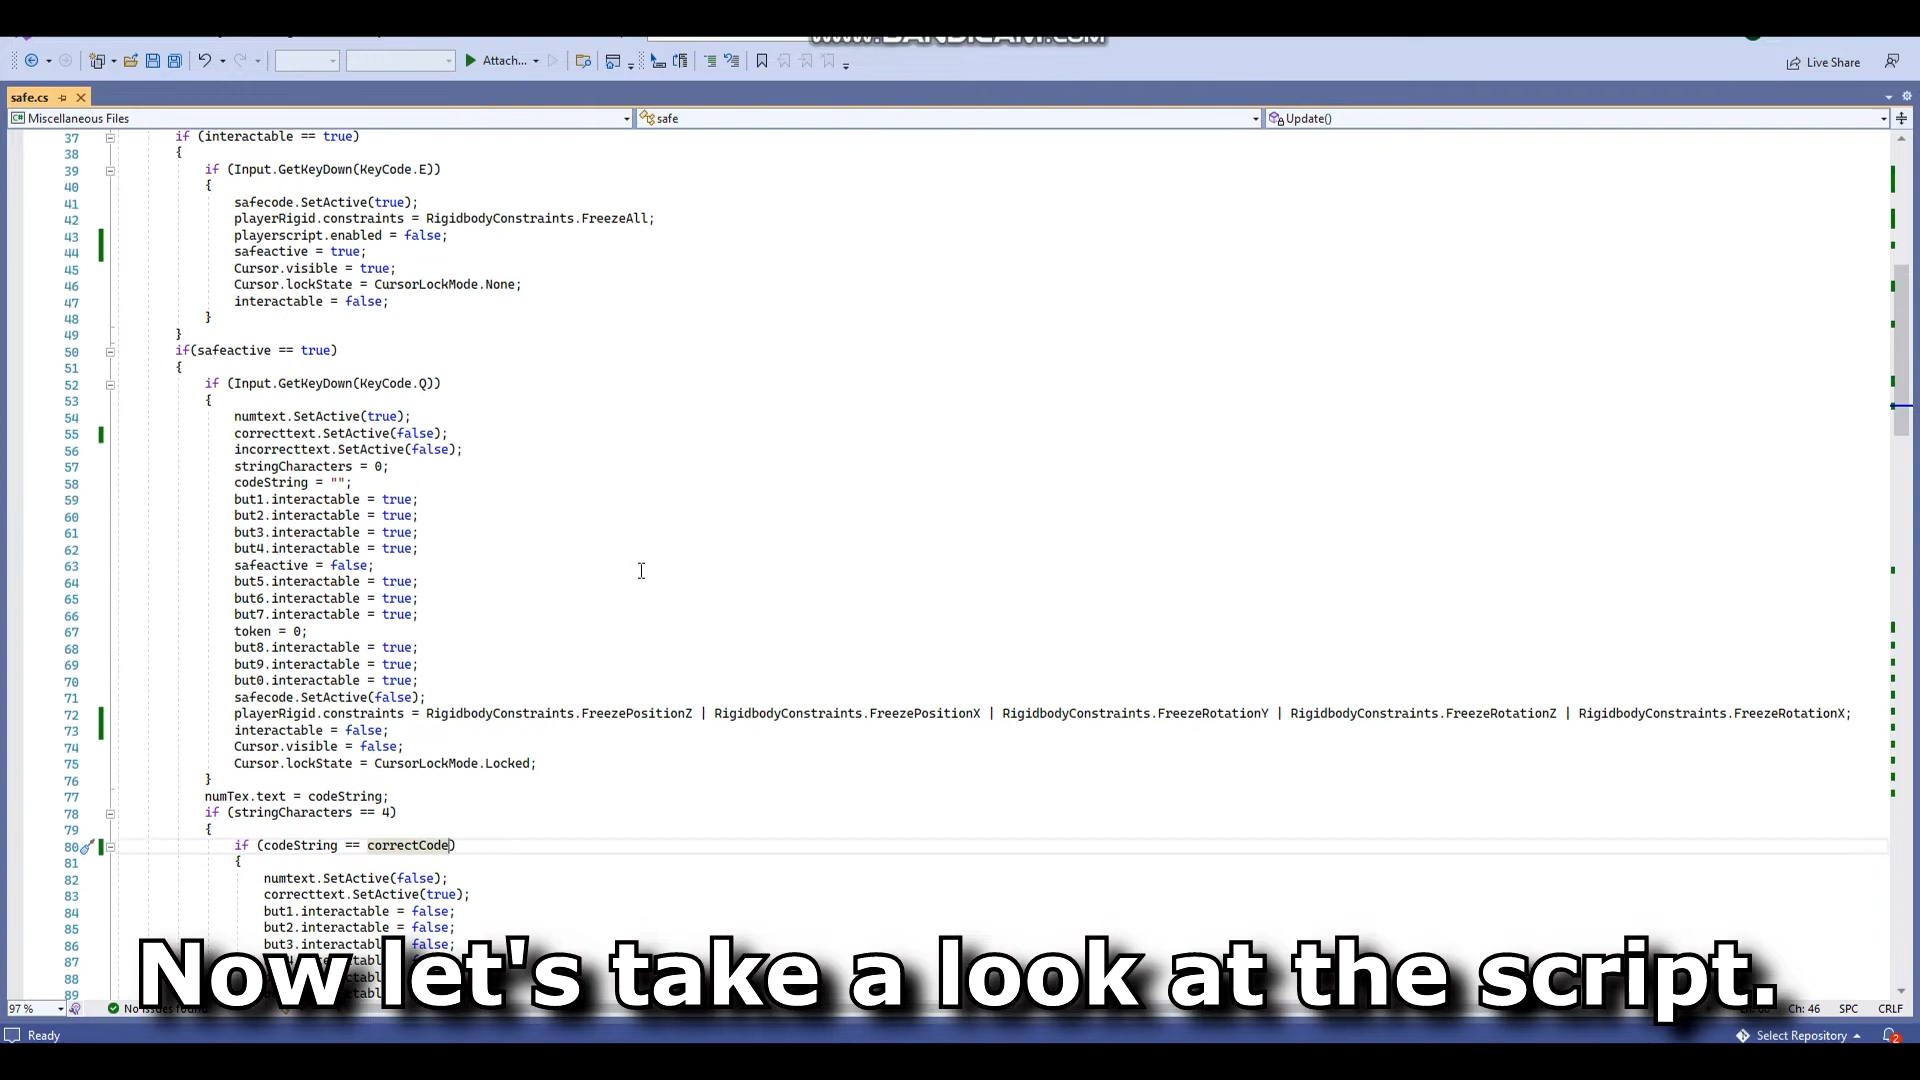 www.BANDICAM.com
Attach...
Live Share
safe.cs
Miscellaneous Files
safe
Update()
37 if (interactable == true)
38 {
39 if (Input.GetKeyDown(KeyCode.E))
40 {
41 safecode.SetActive(true);
42 playerRigid.constraints = RigidbodyConstraints.FreezeAll;
43 playerscript.enabled = false;
44 safeactive = true;
45 Cursor.visible = true;
46 Cursor.lockState = CursorLockMode.None;
47 interactable = false;
48 }
49 }
50 if(safeactive == true)
51 {
52 if (Input.GetKeyDown(KeyCode.Q))
53 {
54 numtext.SetActive(true);
55 correcttext.SetActive(false);
56 incorrecttext.SetActive(false);
57 stringCharacters = 0;
58 codeString = "";
59 but1.interactable = true;
60 but2.interactable = true;
61 but3.interactable = true;
62 but4.interactable = true;
63 safeactive = false;
64 but5.interactable = true;
65 but6.interactable = true;
66 but7.interactable = true;
67 token = 0;
68 but8.interactable = true;
69 but9.interactable = true;
70 but0.interactable = true;
71 safecode.SetActive(false);
72 playerRigid.constraints = RigidbodyConstraints.FreezePositionZ | RigidbodyConstraints.FreezePositionX | RigidbodyConstraints.FreezeRotationY | RigidbodyConstraints.FreezeRotationZ | RigidbodyConstraints.FreezeRotationX;
73 interactable = false;
74 Cursor.visible = false;
75 Cursor.lockState = CursorLockMode.Locked;
76 }
77 numTex.text = codeString;
78 if (stringCharacters == 4)
79 {
80 if (codeString == correctCode)
81 {
82 numtext.SetActive(false);
83 correcttext.SetActive(true);
84 but1.interactable = false;
85 but2.interactable = false;
86 but3.interactable = false;
87
88
89
Now let's take a look at the script.
97 % No issues found Ch: 46 SPC CRLF
Ready Select Repository 2